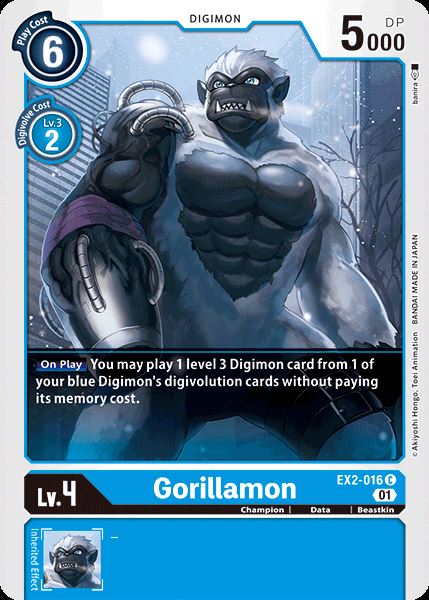 Play Cost
6
DIGIMON
DP
5000
Digivolve Cost
Lv.3
2
banira
©Akiyoshi Hongo, Toei Animation BANDAI MADE IN JAPAN
On Play You may play 1 level 3 Digimon card from 1 of
your blue Digimon's digivolution cards without paying
its memory cost.
Lv.4
Gorillamon
EX2-016 C
01
Champion | Data | Beastkin
Inherited Effect
–